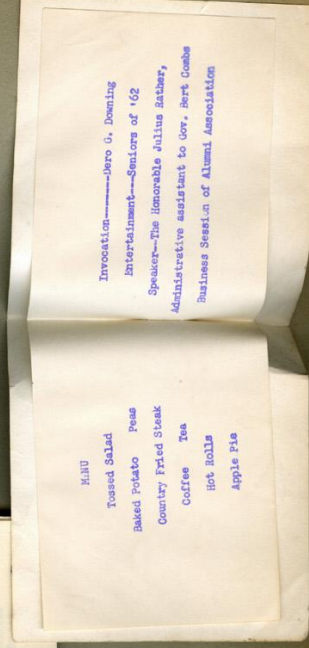 MENU
Tossed Salad
Baked Potato Peas
Country Fried Steak
Coffee Tea
Hot Rolls
Apple Pie
Invocation-------Dero G. Downing
Entertainment---Seniors of '62
Speaker--The Honorable Julius Rather,
Administrative assistant to Gov. Bert Combs
Business Session of Alumni Association